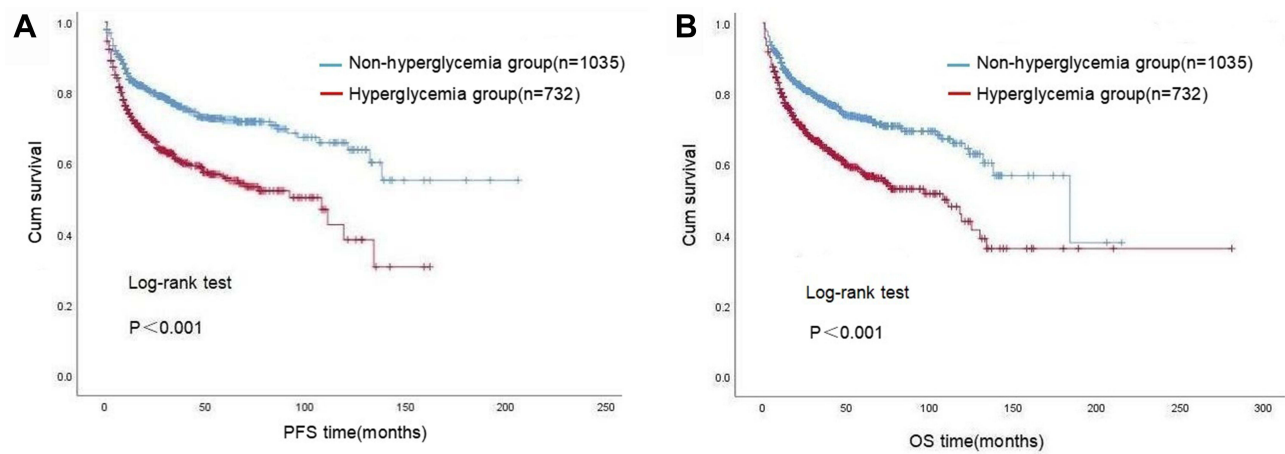 A
Cum survival
1.0
0.8
0.6
0.4
0.2
0.0
Non-hyperglycemia group(n=1035)
Hyperglycemia group(n=732)
Log-rank test
P<0.001
0 50 100 150 200 250
PFS time(months)
B
Cum survival
1.0
0.8
0.6
0.4
0.2
0.0
Non-hyperglycemia group(n=1035)
Hyperglycemia group(n=732)
Log-rank test
P<0.001
0 50 100 150 200 250 300
OS time(months)